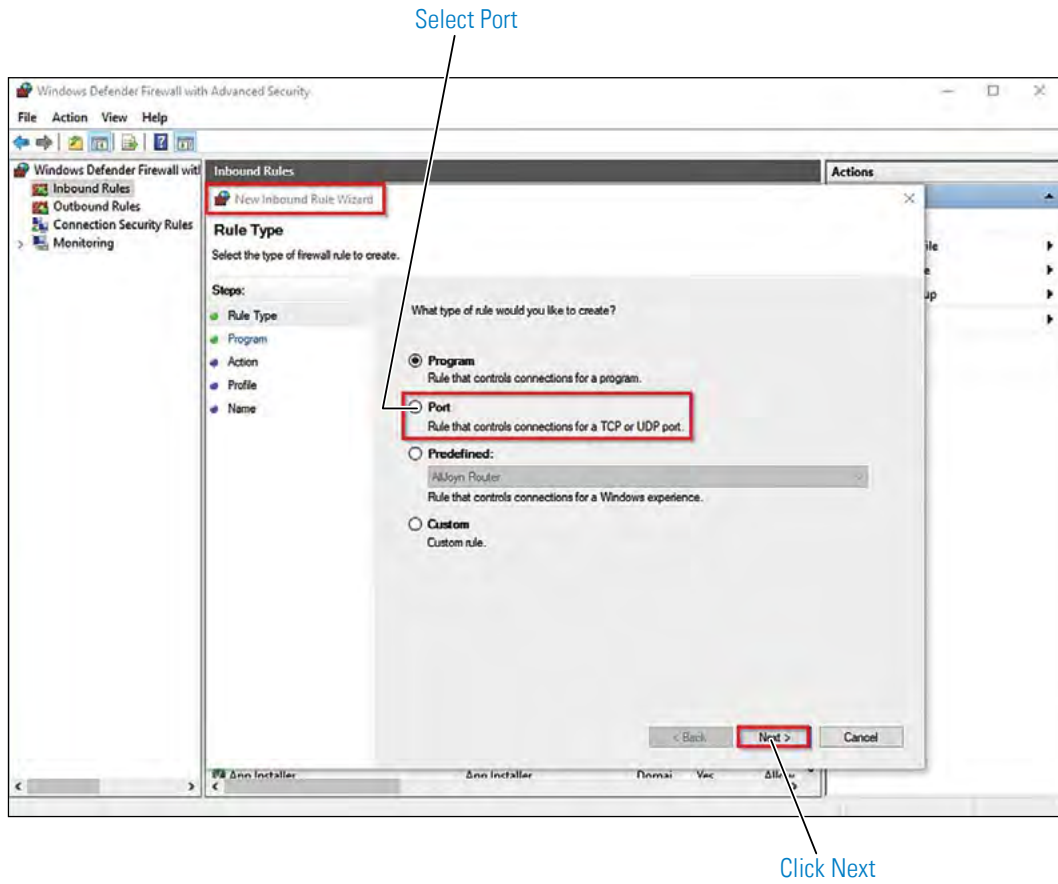 Select Port
Windows Defender Firewall with Advanced Security
File Action View Help
Windows Defender Firewall witl
Inbound Rules
Outbound Rules
Connection Security Rules
Monitoring
Inbound Rules
Actions
New Inbound Rule Wizard
Rule Type
Select the type of firewall rule to create.
Steps:
Rule Type
Program
Action
Profile
Name
What type of rule would you like to create?
Program
Rule that controls connections for a program.
Port
Rule that controls connections for a TCP or UDP port.
Predefined:
AllJoyn Router
Rule that controls connections for a Windows experience.
Custom
Custom rule.
ile
e
up
< Back
Next >
Cancel
App Installer App Installer Domai Yes Allow
Click Next